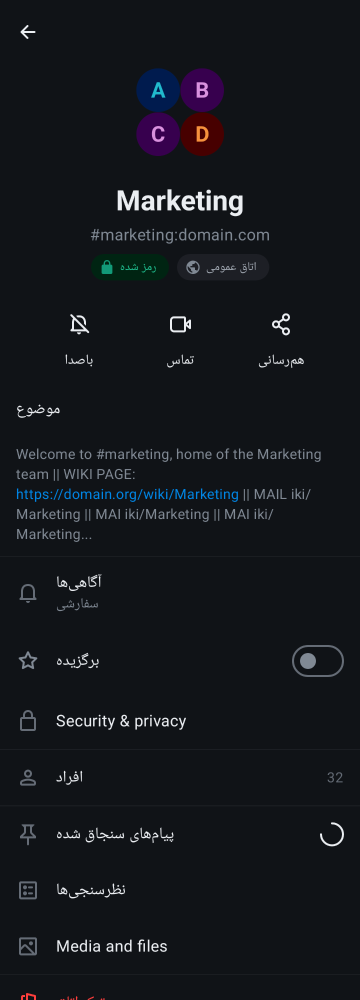 A B
C D
Marketing
#marketing:domain.com
رمز شده
اتاق عمومی
باصدا
تماس
هم‌رسانی
موضوع
Welcome to #marketing, home of the Marketing
team || WIKI PAGE:
https://domain.org/wiki/Marketing || MAIL iki/
Marketing || MAI iki/Marketing || MAI iki/
Marketing...
آگاهی‌ها
سفارشی
برگزیده
Security & privacy
افراد
32
پیام‌های سنجاق شده
نظرسنجی‌ها
Media and files